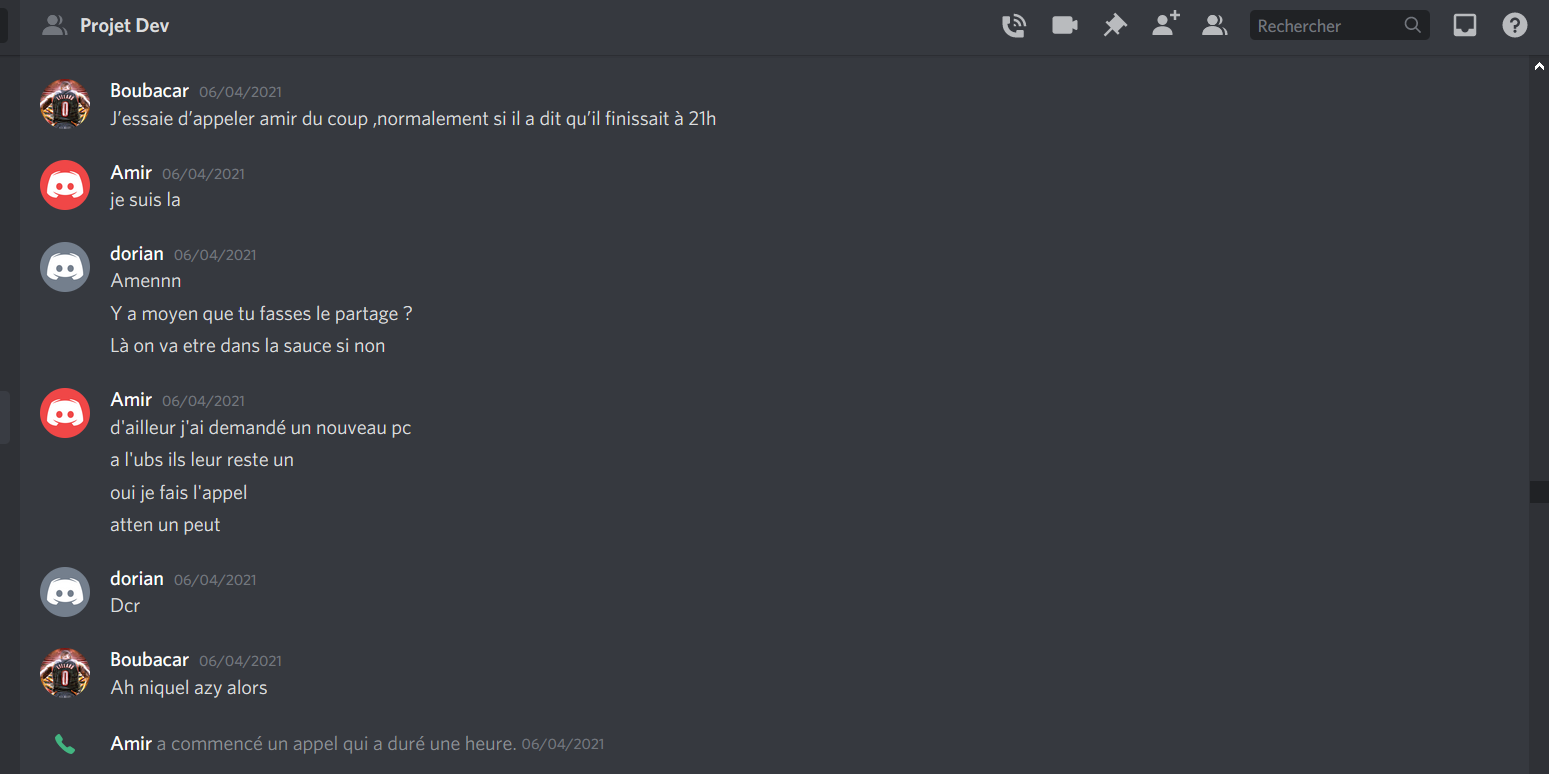 Projet Dev
Rechercher
Boubacar 06/04/2021
J’essaie d’appeler amir du coup ,normalement si il a dit qu’il finissait à 21h
Amir 06/04/2021
je suis la
dorian 06/04/2021
Amennn
Y a moyen que tu fasses le partage ?
Là on va etre dans la sauce si non
Amir 06/04/2021
d'ailleur j'ai demandé un nouveau pc
a l'ubs ils leur reste un
oui je fais l'appel
atten un peut
dorian 06/04/2021
Dcr
Boubacar 06/04/2021
Ah niquel azy alors
Amir a commencé un appel qui a duré une heure. 06/04/2021